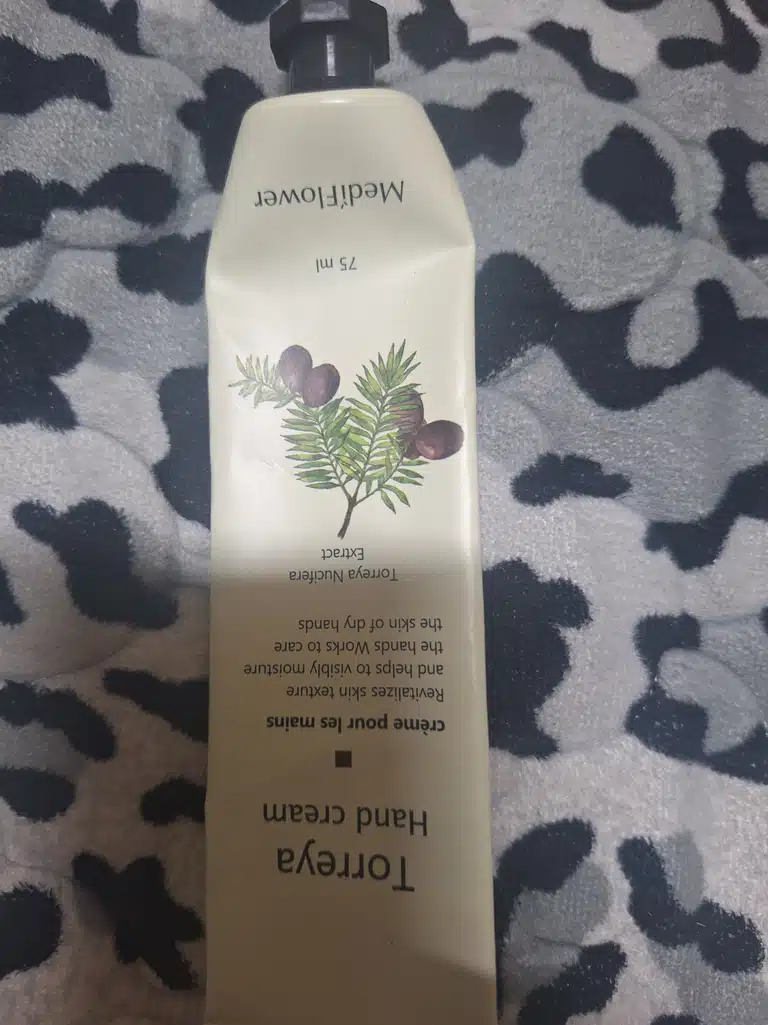 Torreya
Hand cream
crème pour les mains
Revitalizes skin texture
and helps to visibly moisture
the hands Works to care
the skin of dry hands
Torreya Nucifera
Extract
75 ml
MediFlower